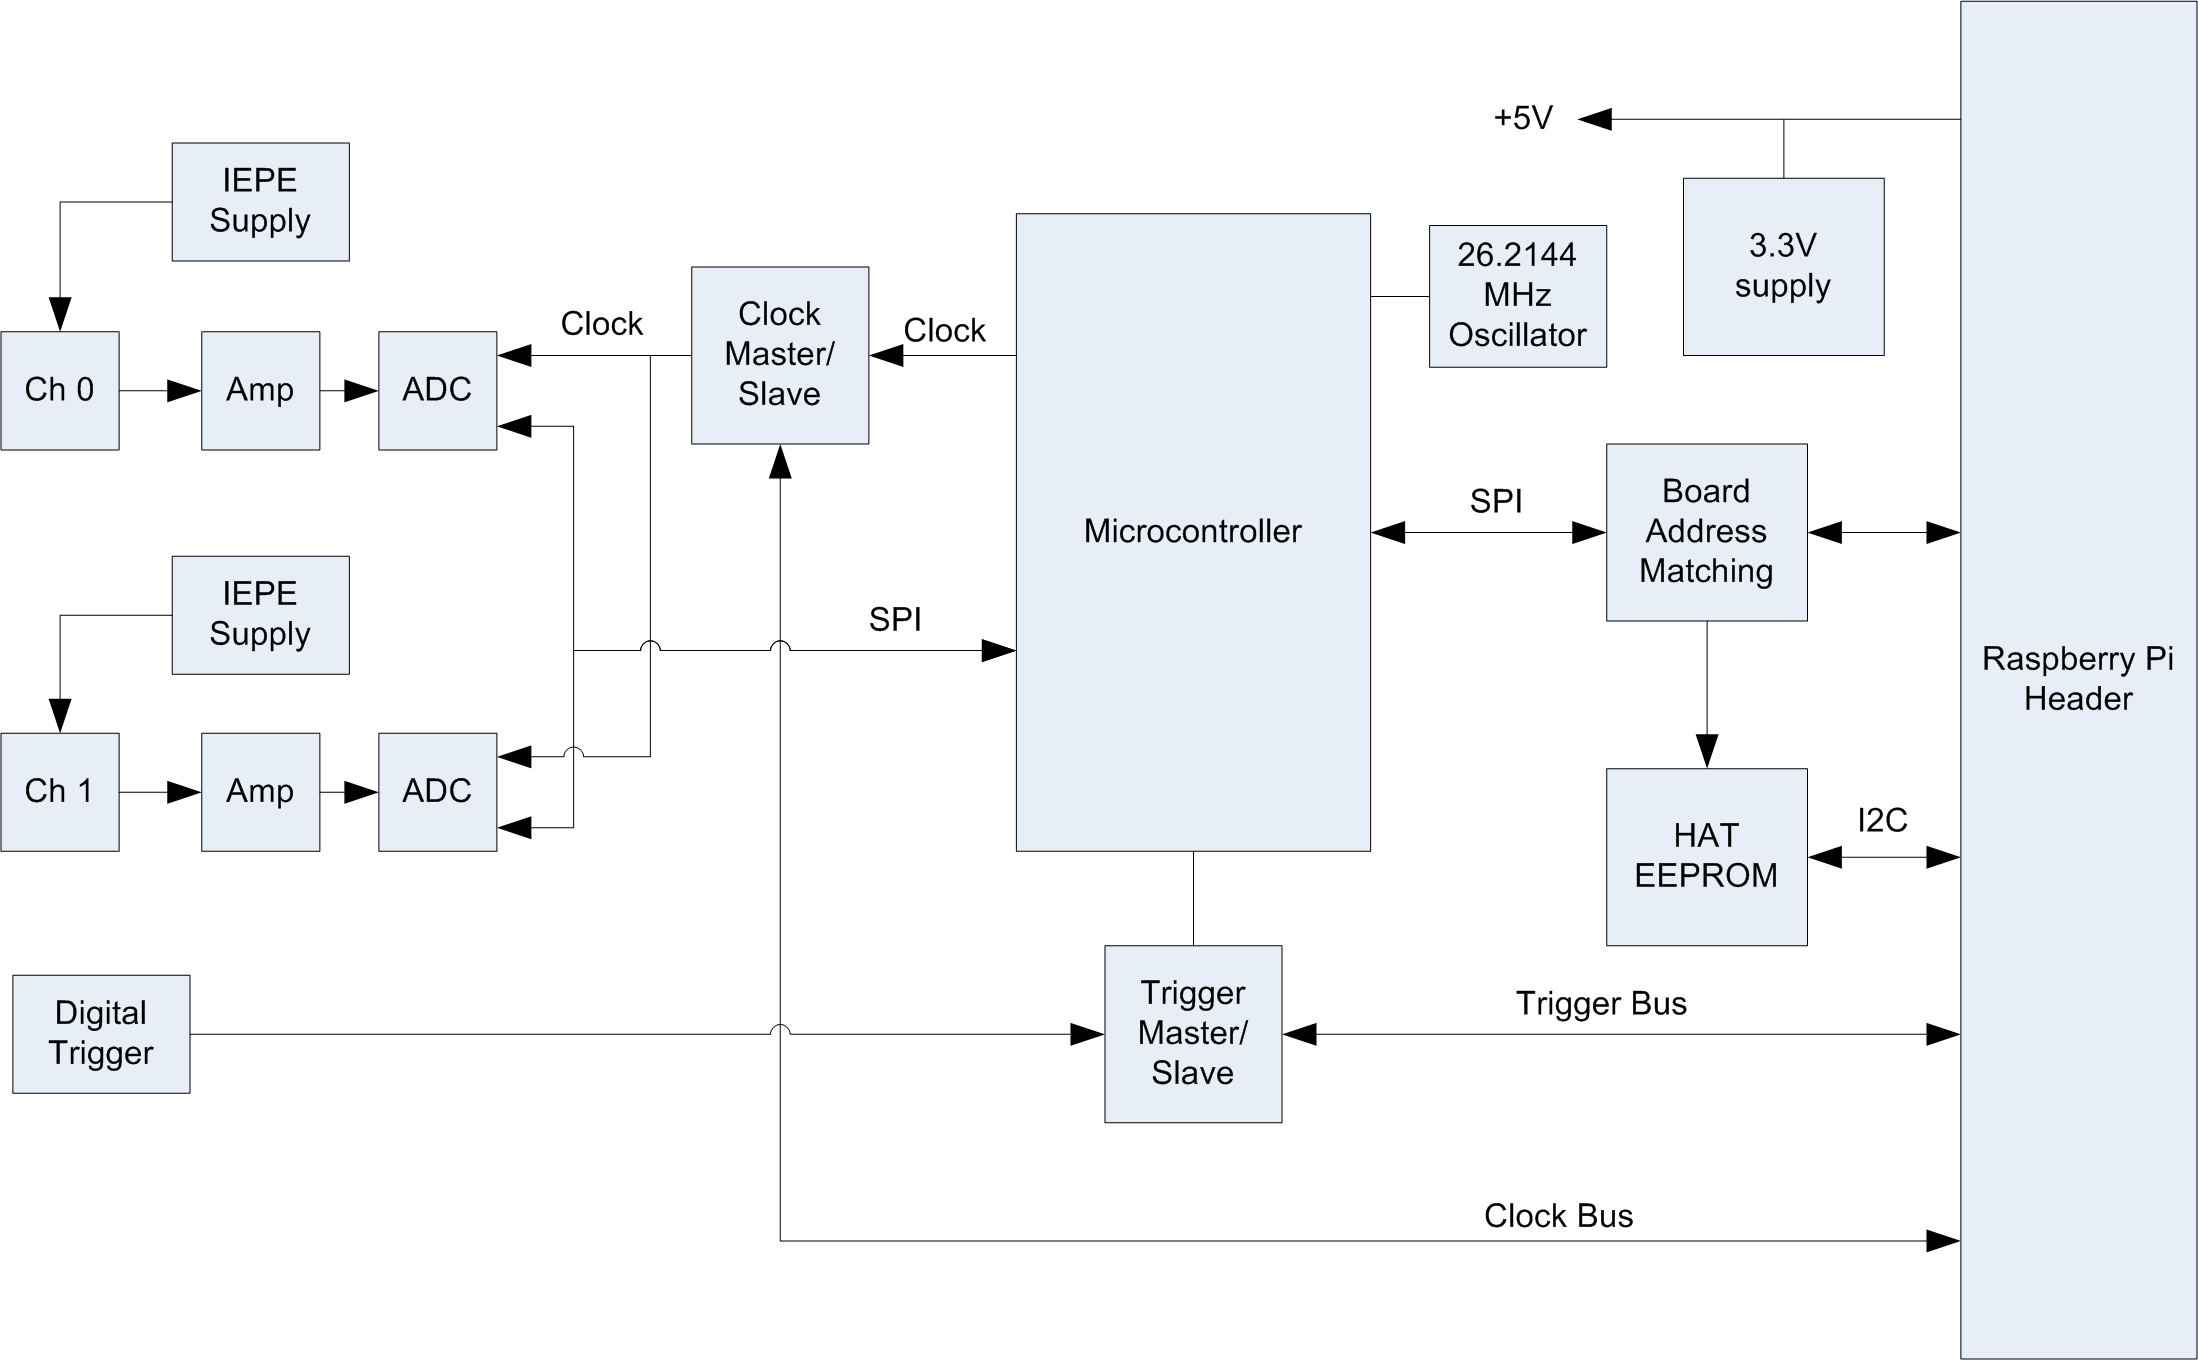 +5V
IEPE
Supply
26.2144
MHz
Oscillator
3.3V
supply
Clock
Clock
Master/
Slave
Clock
Ch 0
Amp
ADC
SPI
Board
Address
Matching
Microcontroller
IEPE
Supply
SPI
Raspberry Pi
Header
Ch 1
Amp
ADC
I2C
HAT
EEPROM
Digital
Trigger
Trigger
Master/
Slave
Trigger Bus
Clock Bus